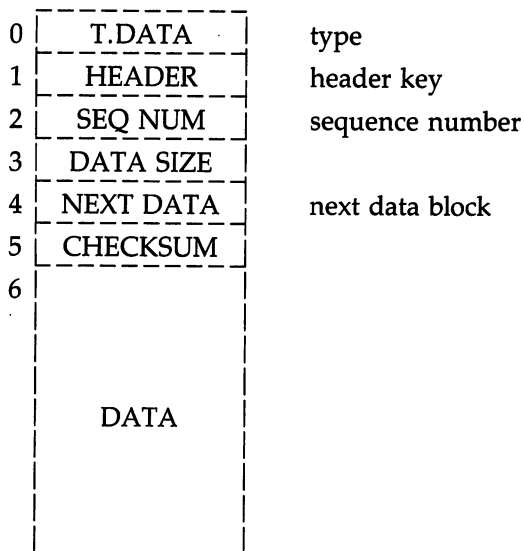 0 T.DATA type
1 HEADER header key
2 SEQ NUM sequence number
3 DATA SIZE
4 NEXT DATA next data block
5 CHECKSUM
6
DATA